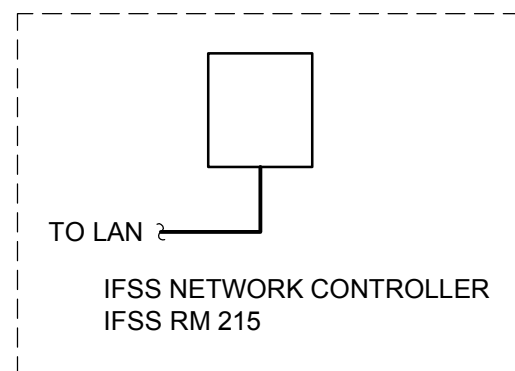 TO LAN
IFSS NETWORK CONTROLLER
IFSS RM 215